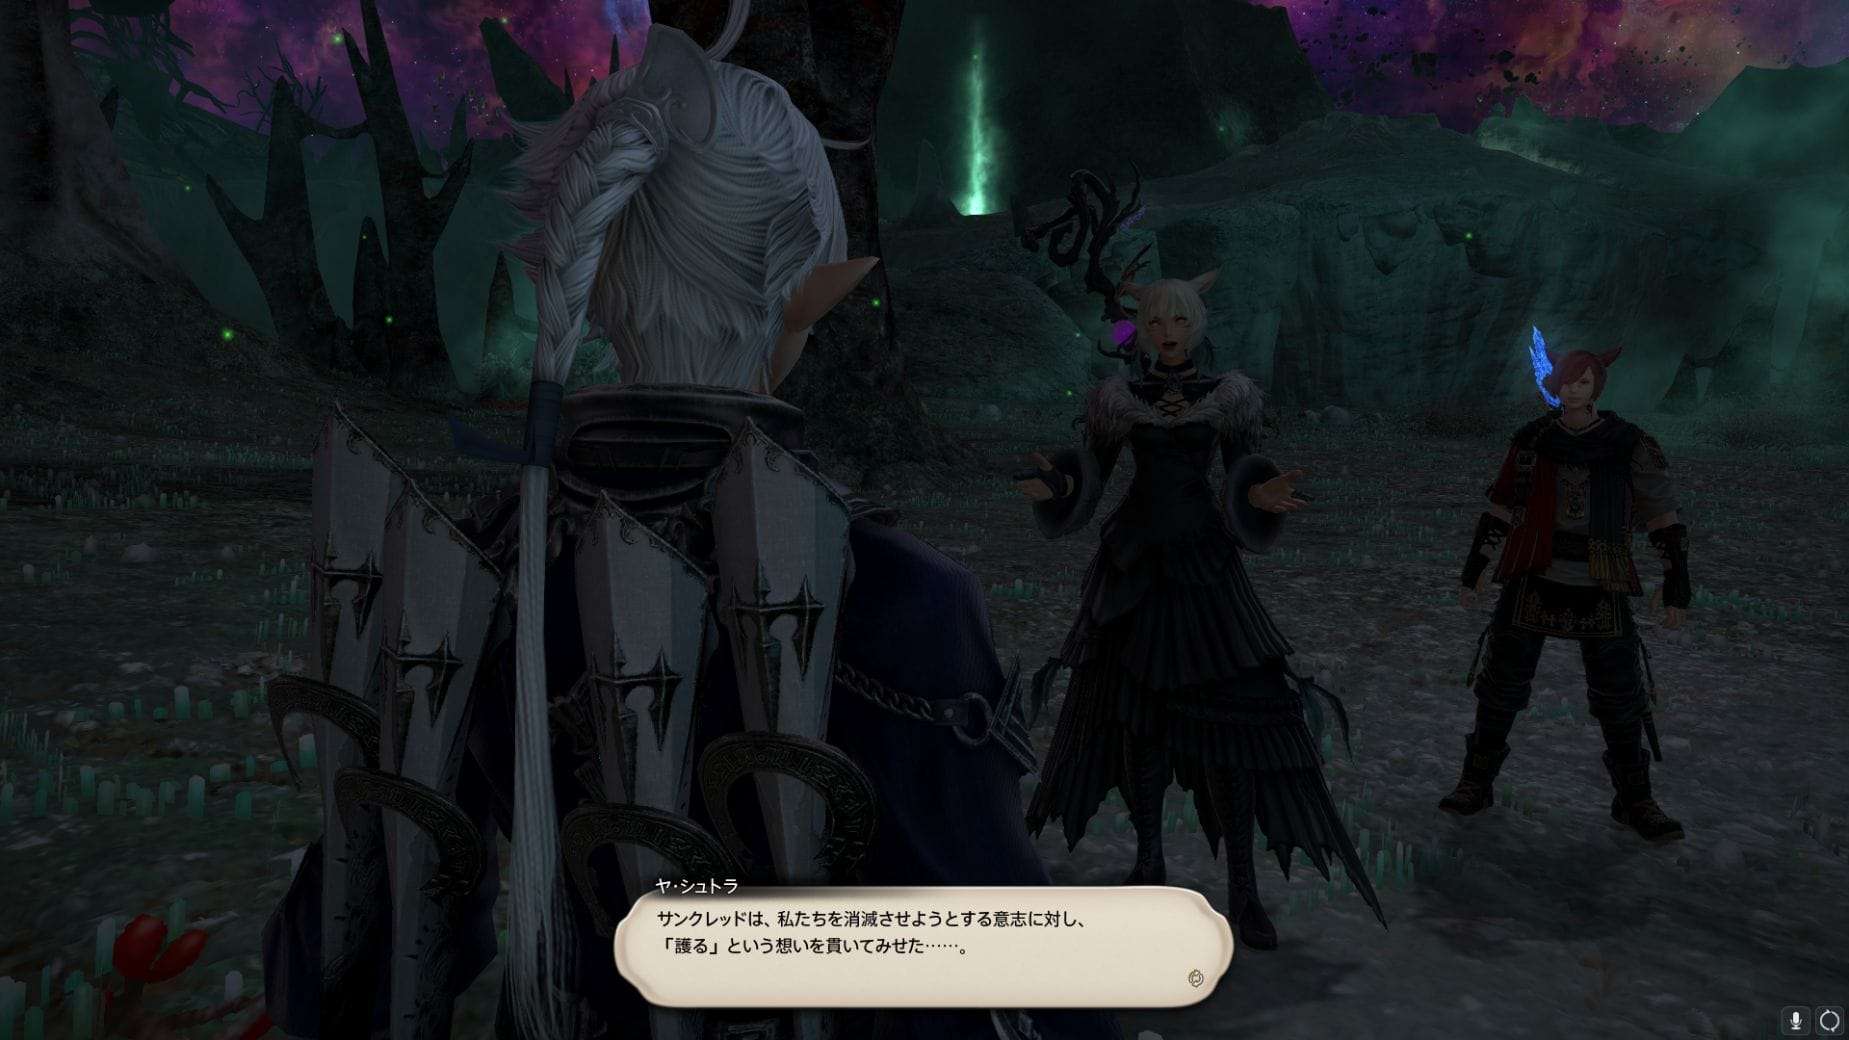 ヤ・シュトラ
サンクレッドは、私たちを消滅させようとする意志に対し、
「護る」という想いを貫いてみせた……。